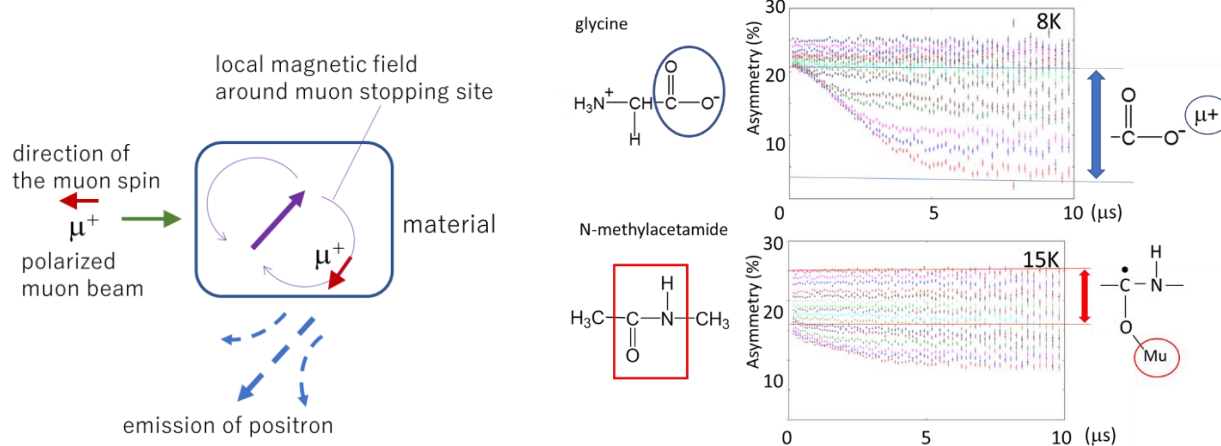 local magnetic field
around muon stopping site
direction of
the muon spin
μ+
polarized
muon beam
μ+
material
emission of positron
glycine
H3N+
CH
C
O
O-
H
Asymmetry (%)
30
20
10
0
5
10
(μs)
8K
O
C
O-
μ+
N-methylacetamide
H
H3C
C
N
CH3
O
Asymmetry (%)
30
20
10
0
5
10
(μs)
15K
H
C
N
O
Mu